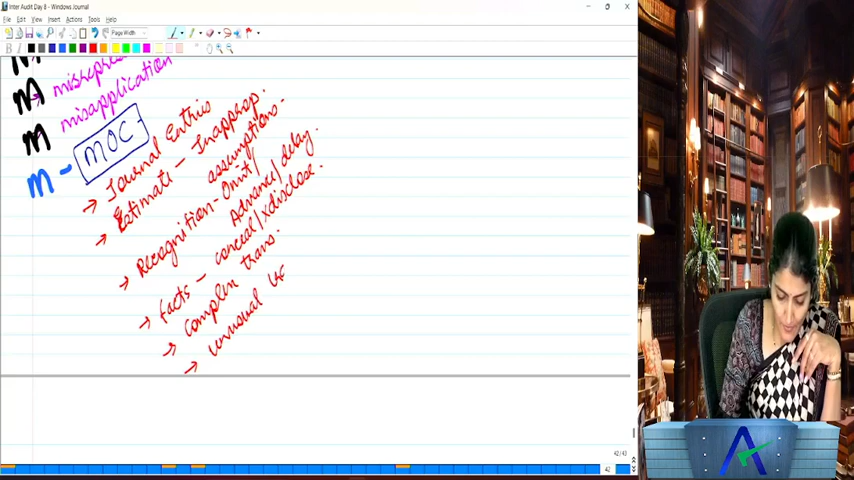 Inter Audit Day 8 - Windows Journal
File Edit View Insert Actions Tools Help
Page Width
misapplication
M - MOC
→ Journal Entries
→ Estimate - Inapprop.
assumptions.
→ Recognition - Omit/
Advance/delay.
→ facts - conceal/xdisclose.
→ complex trans.
→ unusual
42/43
42